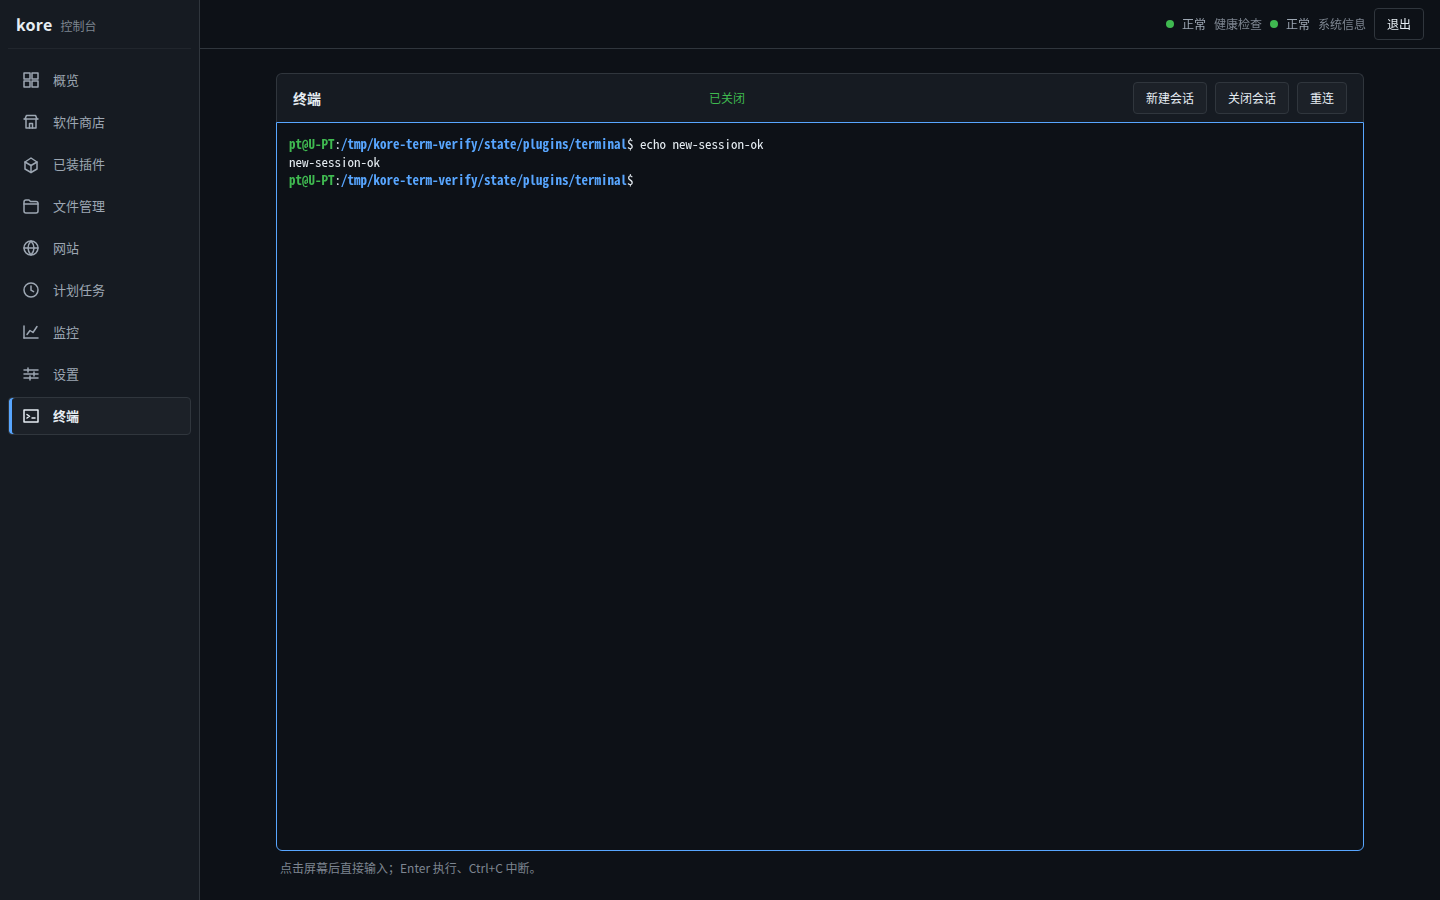 kore 控制台
正常 健康检查 正常 系统信息 退出
概览
软件商店
已装插件
文件管理
网站
计划任务
监控
设置
终端
终端 已关闭 新建会话 关闭会话 重连
pt@U-PT:/tmp/kore-term-verify/state/plugins/terminal$ echo new-session-ok
new-session-ok
pt@U-PT:/tmp/kore-term-verify/state/plugins/terminal$
点击屏幕后直接输入；Enter 执行、Ctrl+C 中断。